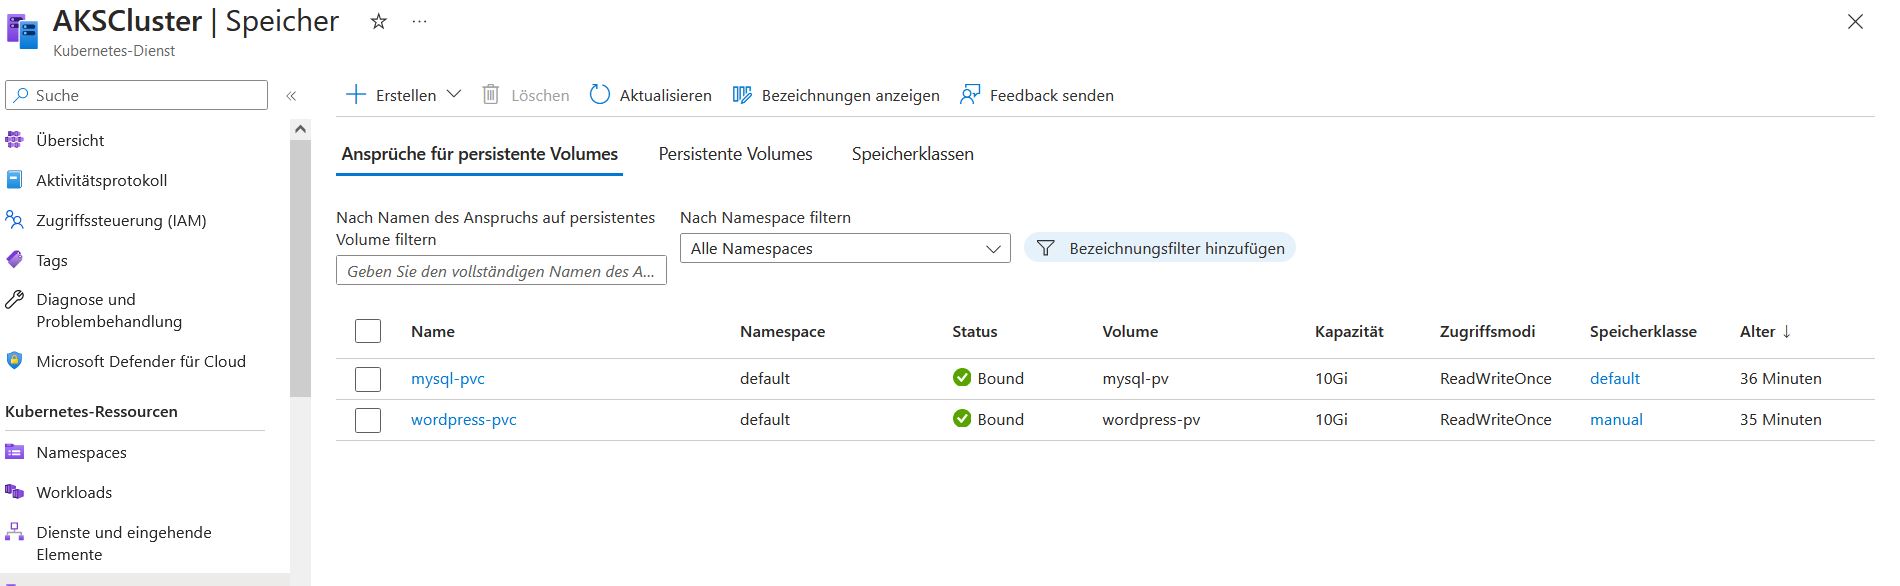 AKSCluster | Speicher
Kubernetes-Dienst
Suche
Übersicht
Aktivitätsprotokoll
Zugriffssteuerung (IAM)
Tags
Diagnose und
Problembehandlung
Microsoft Defender für Cloud
Kubernetes-Ressourcen
Namespaces
Workloads
Dienste und eingehende
Elemente
Erstellen Löschen Aktualisieren Bezeichnungen anzeigen Feedback senden
Ansprüche für persistente Volumes Persistente Volumes Speicherklassen
Nach Namen des Anspruchs auf persistentes
Volume filtern
Geben Sie den vollständigen Namen des A...
Nach Namespace filtern
Alle Namespaces
Bezeichnungsfilter hinzufügen
Name Namespace Status Volume Kapazität Zugriffsmodi Speicherklasse Alter ↓
mysql-pvc default Bound mysql-pv 10Gi ReadWriteOnce default 36 Minuten
wordpress-pvc default Bound wordpress-pv 10Gi ReadWriteOnce manual 35 Minuten